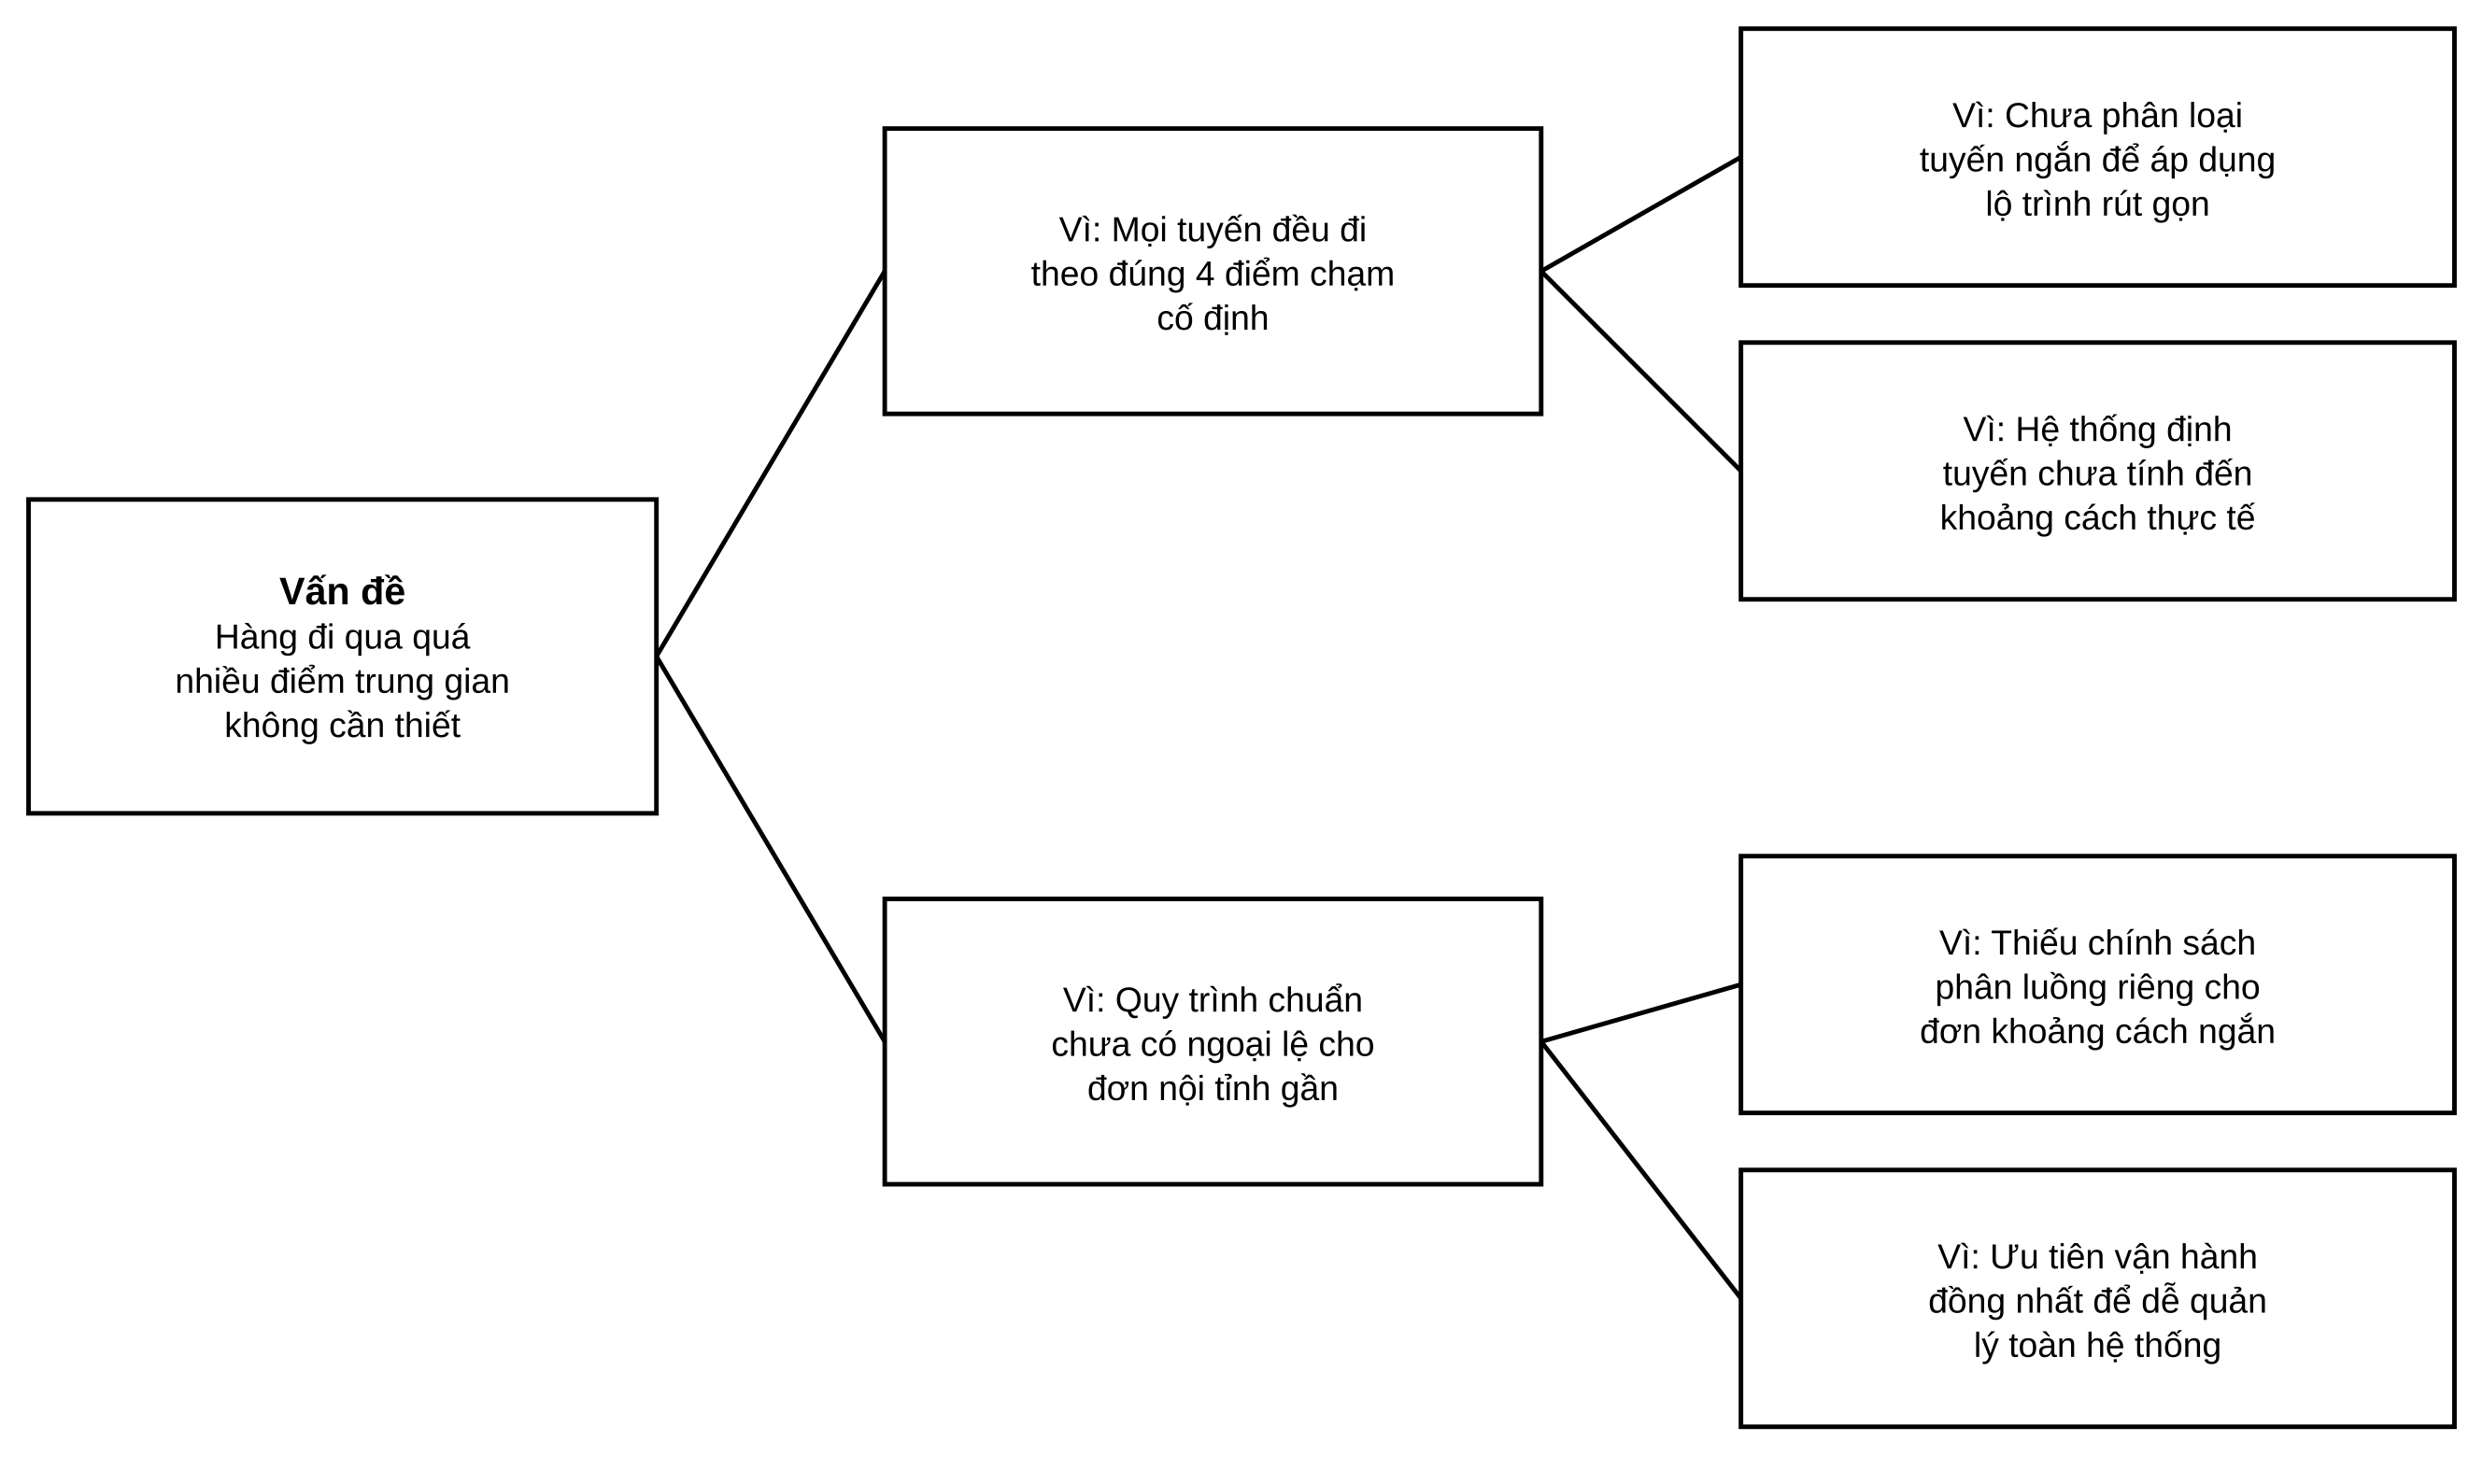 Vấn đề
Hàng đi qua quá
nhiều điểm trung gian
không cần thiết
Vì: Mọi tuyến đều đi
theo đúng 4 điểm chạm
cố định
Vì: Chưa phân loại
tuyến ngắn để áp dụng
lộ trình rút gọn
Vì: Hệ thống định
tuyến chưa tính đến
khoảng cách thực tế
Vì: Quy trình chuẩn
chưa có ngoại lệ cho
đơn nội tỉnh gần
Vì: Thiếu chính sách
phân luồng riêng cho
đơn khoảng cách ngắn
Vì: Ưu tiên vận hành
đồng nhất để dễ quản
lý toàn hệ thống